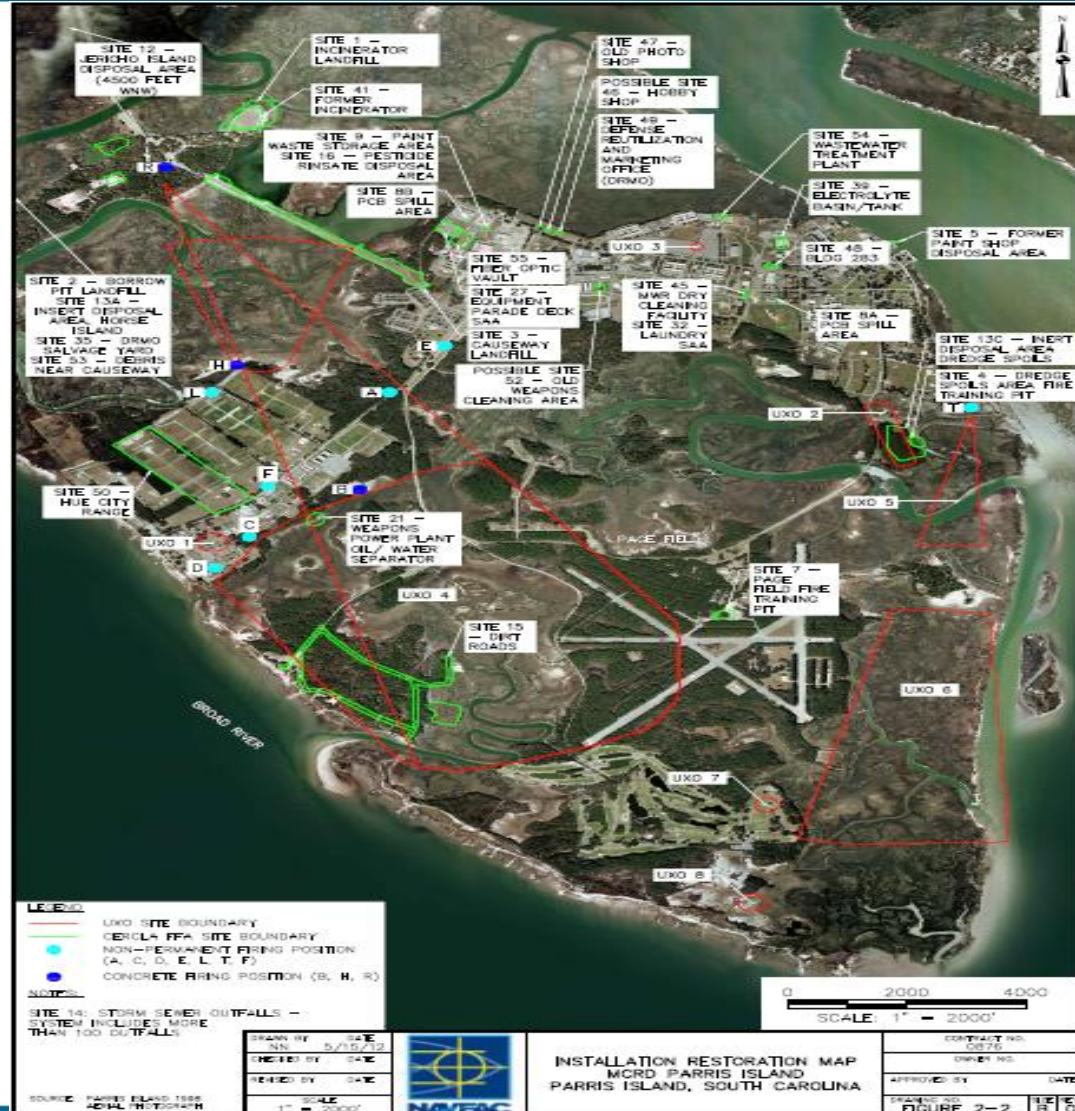 N
SITE 12 –
JERICHO ISLAND
DISPOSAL AREA
(4500 FEET
WNW)
SITE 1 –
INCINERATOR
LANDFILL
SITE 41 –
FORMER
INCINERATOR
SITE 9 – PAINT
WASTE STORAGE AREA
SITE 16 – PESTICIDE
RINSATE DISPOSAL
AREA
SITE 8B –
PCB SPILL
AREA
SITE 47 –
OLD PHOTO
SHOP
POSSIBLE SITE
46 – HOBBY
SHOP
SITE 49 –
DEFENSE
REUTILIZATION
AND
MARKETING
OFFICE
(DRMO)
SITE 54 –
WASTEWATER
TREATMENT
PLANT
SITE 39 –
ELECTROLYTE
BASIN/TANK
SITE 48 –
BLDG 283
SITE 5 – FORMER
PAINT SHOP
DISPOSAL AREA
R
UXO 3
SITE 2 – BORROW
PIT LANDFILL
SITE 13A –
INSERT DISPOSAL
AREA, HORSE
ISLAND
SITE 35 – DRMO
SALVAGE YARD
SITE 53 – DEBRIS
NEAR CAUSEWAY
SITE 55 –
FIBER OPTIC
VAULT
SITE 27 –
EQUIPMENT
PARADE DECK
SAA
SITE 3 –
CAUSEWAY
LANDFILL
POSSIBLE SITE
52 – OLD
WEAPONS
CLEANING AREA
SITE 45 –
MWR DRY
CLEANING
FACILITY
SITE 32 –
LAUNDRY
SAA
SITE 8A –
PCB SPILL
AREA
SITE 13C – INERT
DISPOSAL AREA
DREDGE SPOILS
SITE 4 – DREDGE
SPOILS AREA FIRE
TRAINING PIT
E
H
L
A
T
UXO 2
F
B
SITE 50 –
HUE CITY
RANGE
UXO 5
C
UXO 1
D
SITE 21 –
WEAPONS
POWER PLANT
OIL/ WATER
SEPARATOR
PAGE FIELD
SITE 7 –
PAGE
FIELD FIRE
TRAINING
PIT
UXO 4
SITE 15
– DIRT
ROADS
UXO 6
BROAD RIVER
UXO 7
UXO 8
LEGEND
UXO SITE BOUNDARY
CERCLA FFA SITE BOUNDARY
NON–PERMANENT FIRING POSITION
(A, C, D, E, L, T, F)
CONCRETE FIRING POSITION (B, H, R)
NOTES:
SITE 14: STORM SEWER OUTFALLS –
SYSTEM INCLUDES MORE
THAN 100 OUTFALLS
SOURCE: PARRIS ISLAND
AERIAL PHOTOGRAPH
0 2000 4000
SCALE: 1" = 2000'
DRAWN BY DATE
NN 5/15/12
CHECKED BY DATE
REVISED BY DATE
SCALE
1" = 2000'
NAVFAC
INSTALLATION RESTORATION MAP
MCRD PARRIS ISLAND
PARRIS ISLAND, SOUTH CAROLINA
CONTRACT NO.
0876
OWNER NO.
APPROVED BY DATE
DRAWING NO.
FIGURE 2–2